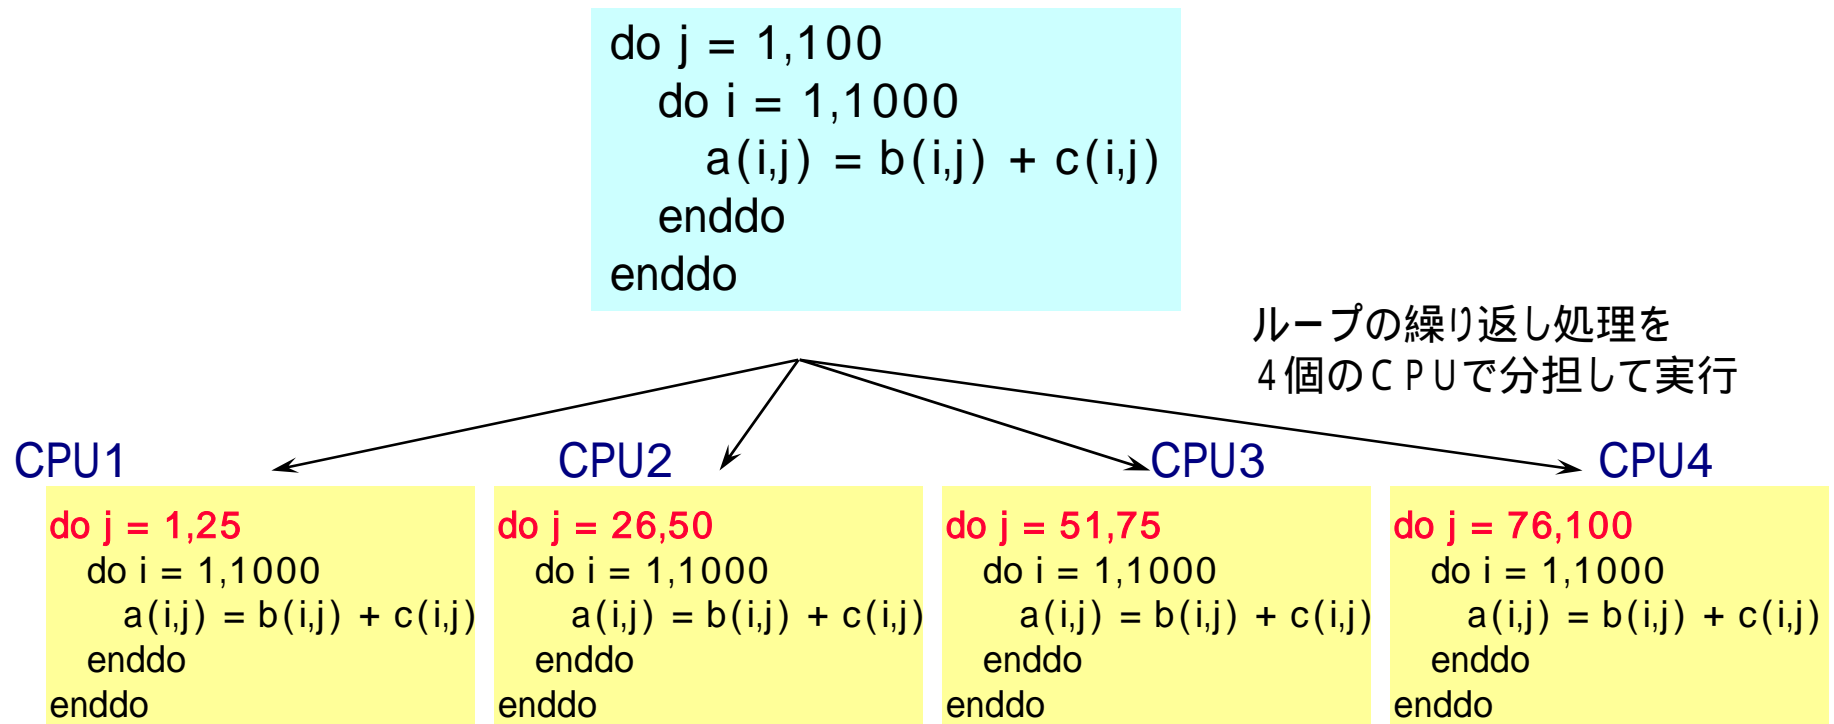 do j = 1,100
do i = 1,1000
a(i,j) = b(i,j) + c(i,j)
enddo
enddo
ループの繰り返し処理を
４個のＣＰＵで分担して実行
CPU1
do j = 1,25
do i = 1,1000
a(i,j) = b(i,j) + c(i,j)
enddo
enddo
CPU2
do j = 26,50
do i = 1,1000
a(i,j) = b(i,j) + c(i,j)
enddo
enddo
CPU3
do j = 51,75
do i = 1,1000
a(i,j) = b(i,j) + c(i,j)
enddo
enddo
CPU4
do j = 76,100
do i = 1,1000
a(i,j) = b(i,j) + c(i,j)
enddo
enddo